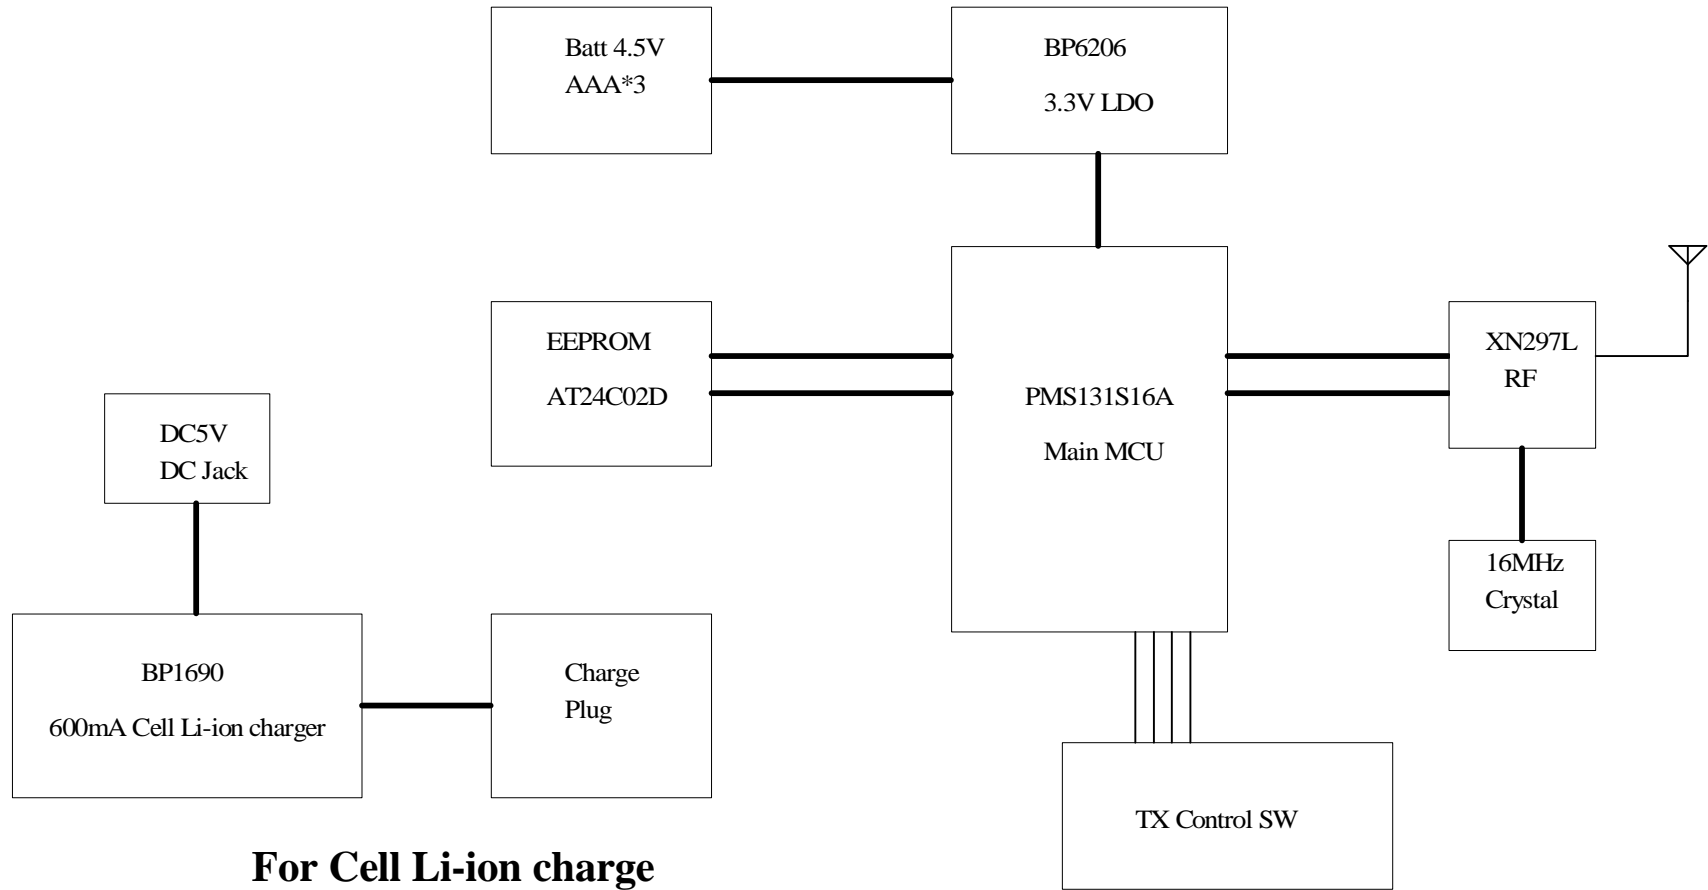 Batt 4.5V
AAA*3
BP6206
3.3V LDO
EEPROM
AT24C02D
PMS131S16A
Main MCU
XN297L
RF
DC5V
DC Jack
16MHz
Crystal
BP1690
600mA Cell Li-ion charger
Charge
Plug
TX Control SW
For Cell Li-ion charge